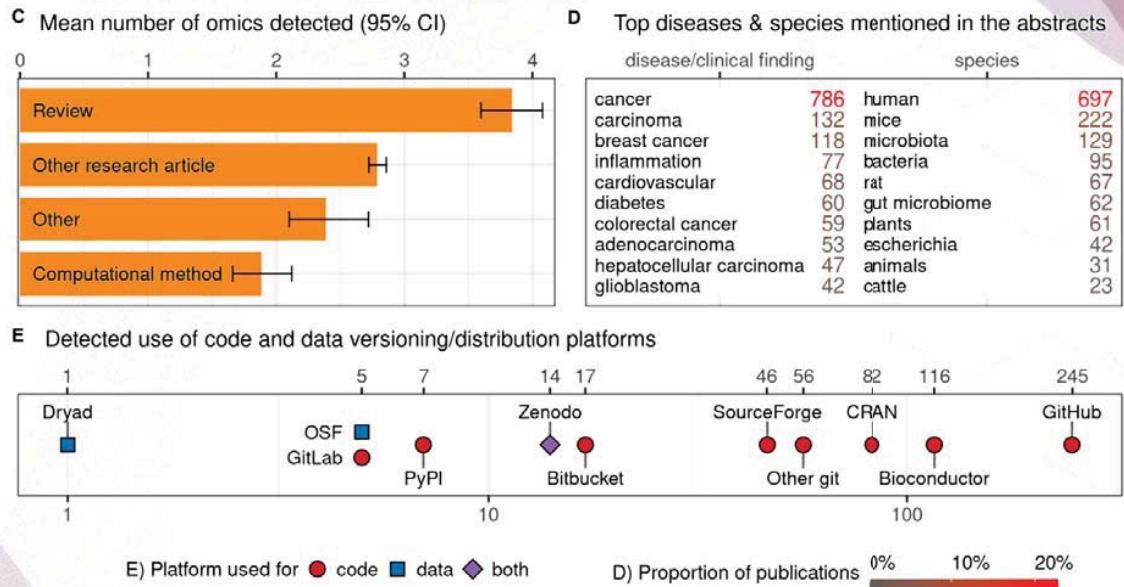 C Mean number of omics detected (95% CI)
0 1 2 3 4
Review
Other research article
Other
Computational method
D Top diseases & species mentioned in the abstracts
disease/clinical finding species
cancer 786 human 697
carcinoma 132 mice 222
breast cancer 118 microbiota 129
inflammation 77 bacteria 95
cardiovascular 68 rat 67
diabetes 60 gut microbiome 62
colorectal cancer 59 plants 61
adenocarcinoma 53 escherichia 42
hepatocellular carcinoma 47 animals 31
glioblastoma 42 cattle 23
E Detected use of code and data versioning/distribution platforms
1 5 7 14 17 46 56 82 116 245
Dryad Zenodo SourceForge CRAN GitHub
OSF
GitLab
PyPI Bitbucket Other git Bioconductor
1 10 100
E) Platform used for code data both
D) Proportion of publications 0% 10% 20%